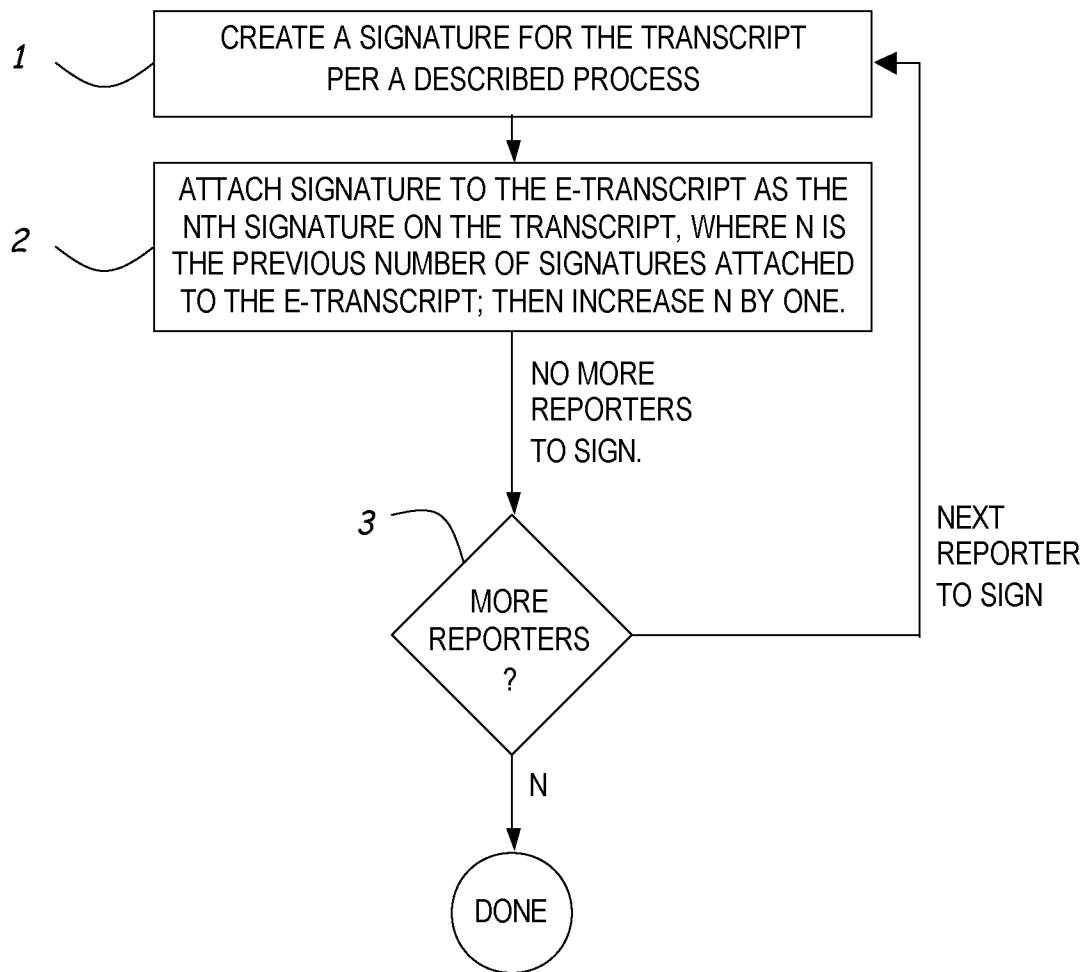 1
CREATE A SIGNATURE FOR THE TRANSCRIPT
PER A DESCRIBED PROCESS
2
ATTACH SIGNATURE TO THE E-TRANSCRIPT AS THE
NTH SIGNATURE ON THE TRANSCRIPT, WHERE N IS
THE PREVIOUS NUMBER OF SIGNATURES ATTACHED
TO THE E-TRANSCRIPT; THEN INCREASE N BY ONE.
NO MORE
REPORTERS
TO SIGN.
3
MORE
REPORTERS
?
NEXT
REPORTER
TO SIGN
N
DONE